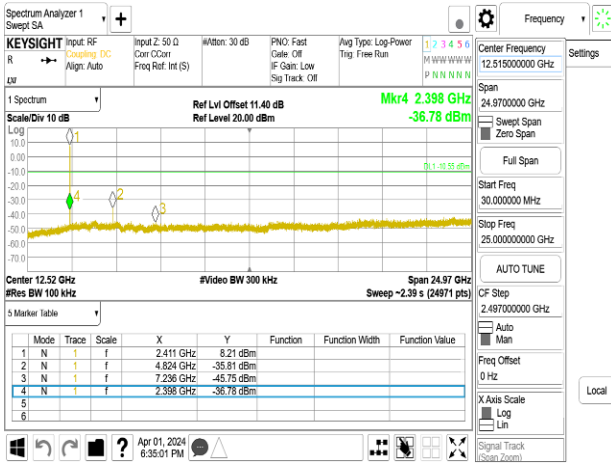 Spectrum Analyzer 1
Swept SA
Frequency
KEYSIGHT
R
Input: RF
Coupling: DC
Align: Auto
Input Z: 50 Ω
Corr CCorr
Freq Ref: Int (S)
#Atten: 30 dB
PNO: Fast
Gate: Off
IF Gain: Low
Sig Track: Off
Avg Type: Log-Power
Trig: Free Run
1 2 3 4 5 6
M W W W W W
P N N N N N
LXI
1 Spectrum
Scale/Div 10 dB
Ref Lvl Offset 11.40 dB
Ref Level 20.00 dBm
Mkr4 2.398 GHz
-36.78 dBm
Log
10.0
0.00
-10.0
-20.0
-30.0
-40.0
-50.0
-60.0
-70.0
1
2
3
4
DL1 -10.55 dBm
Center 12.52 GHz
#Res BW 100 kHz
#Video BW 300 kHz
Span 24.97 GHz
Sweep ~2.39 s (24971 pts)
5 Marker Table
Mode Trace Scale X Y Function Function Width Function Value
1 N 1 f 2.411 GHz 8.21 dBm
2 N 1 f 4.824 GHz -35.81 dBm
3 N 1 f 7.236 GHz -45.75 dBm
4 N 1 f 2.398 GHz -36.78 dBm
5
6
Apr 01, 2024
6:35:01 PM
Center Frequency
12.515000000 GHz
Span
24.9700000 GHz
Swept Span
Zero Span
Full Span
Start Freq
30.000000 MHz
Stop Freq
25.000000000 GHz
AUTO TUNE
CF Step
2.497000000 GHz
Auto
Man
Freq Offset
0 Hz
X Axis Scale
Log
Lin
Signal Track
(Span Zoom)
Settings
Local